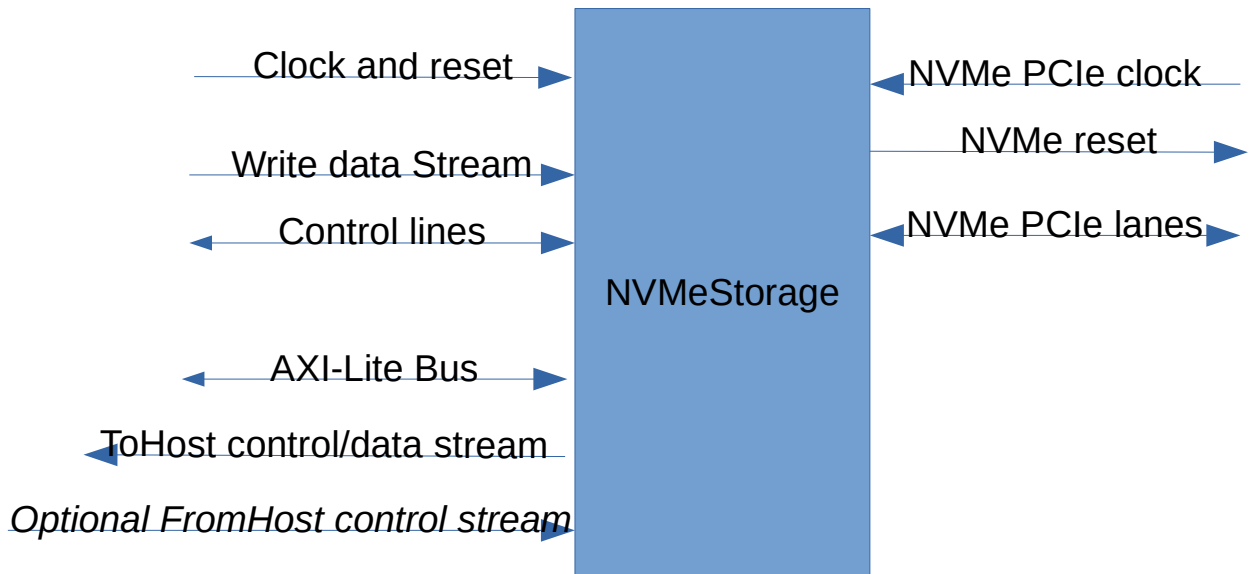 Clock and reset
Write data Stream
Control lines
AXI-Lite Bus
ToHost control/data stream
Optional FromHost control stream
NVMeStorage
NVMe PCIe clock
NVMe reset
NVMe PCIe lanes